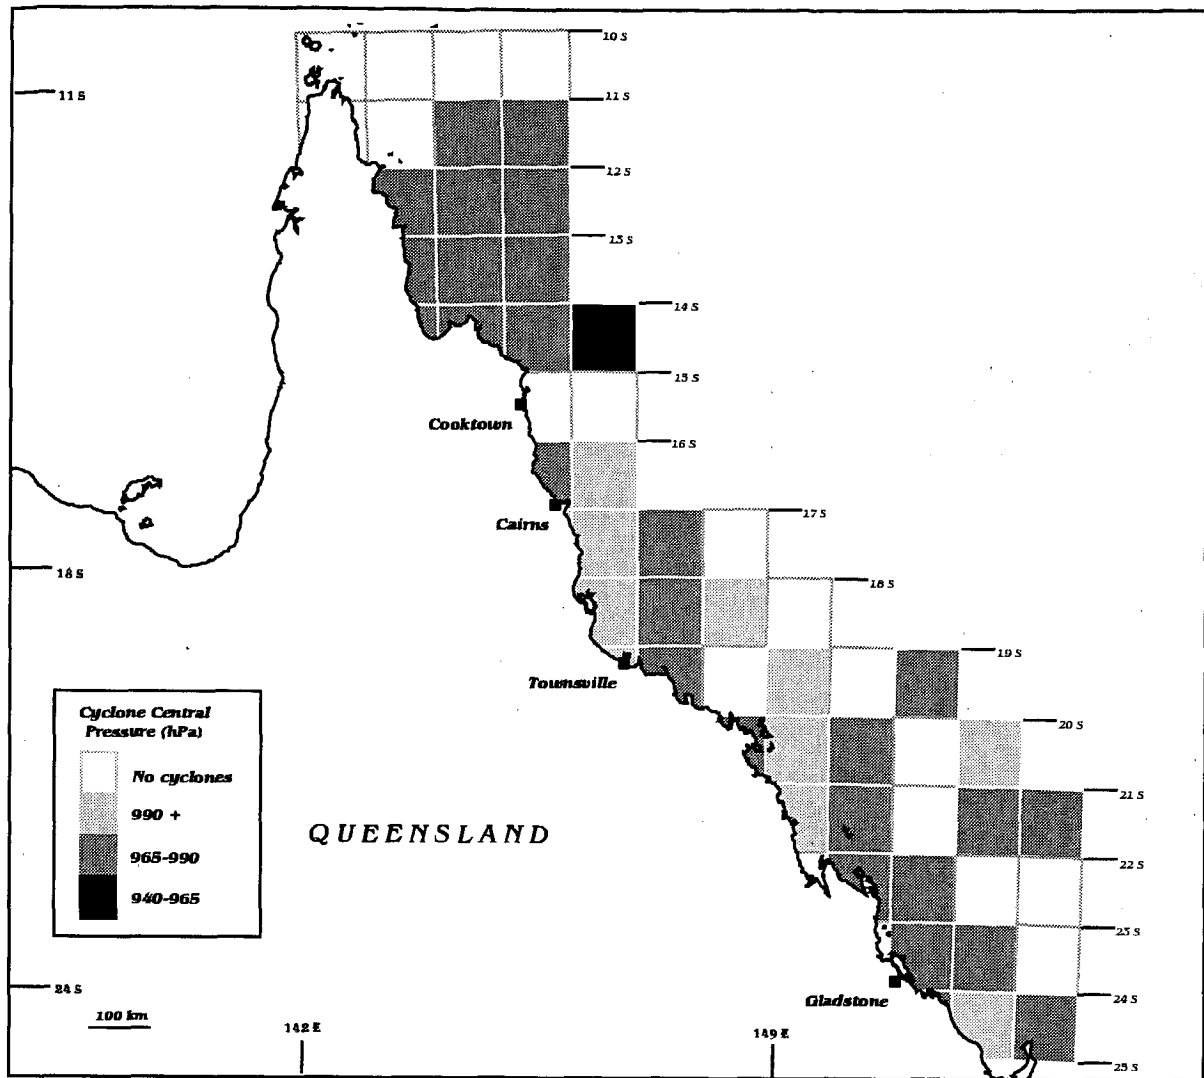 10 S
11 S
11 S
12 S
13 S
14 S
15 S
Cooktown
16 S
Cairns
17 S
18 S
18 S
19 S
Townsville
Cyclone Central
Pressure (hPa)
No cyclones
990 +
965-990
940-965
20 S
21 S
QUEENSLAND
22 S
23 S
24 S
24 S
Gladstone
100 km
142 E
149 E
25 S